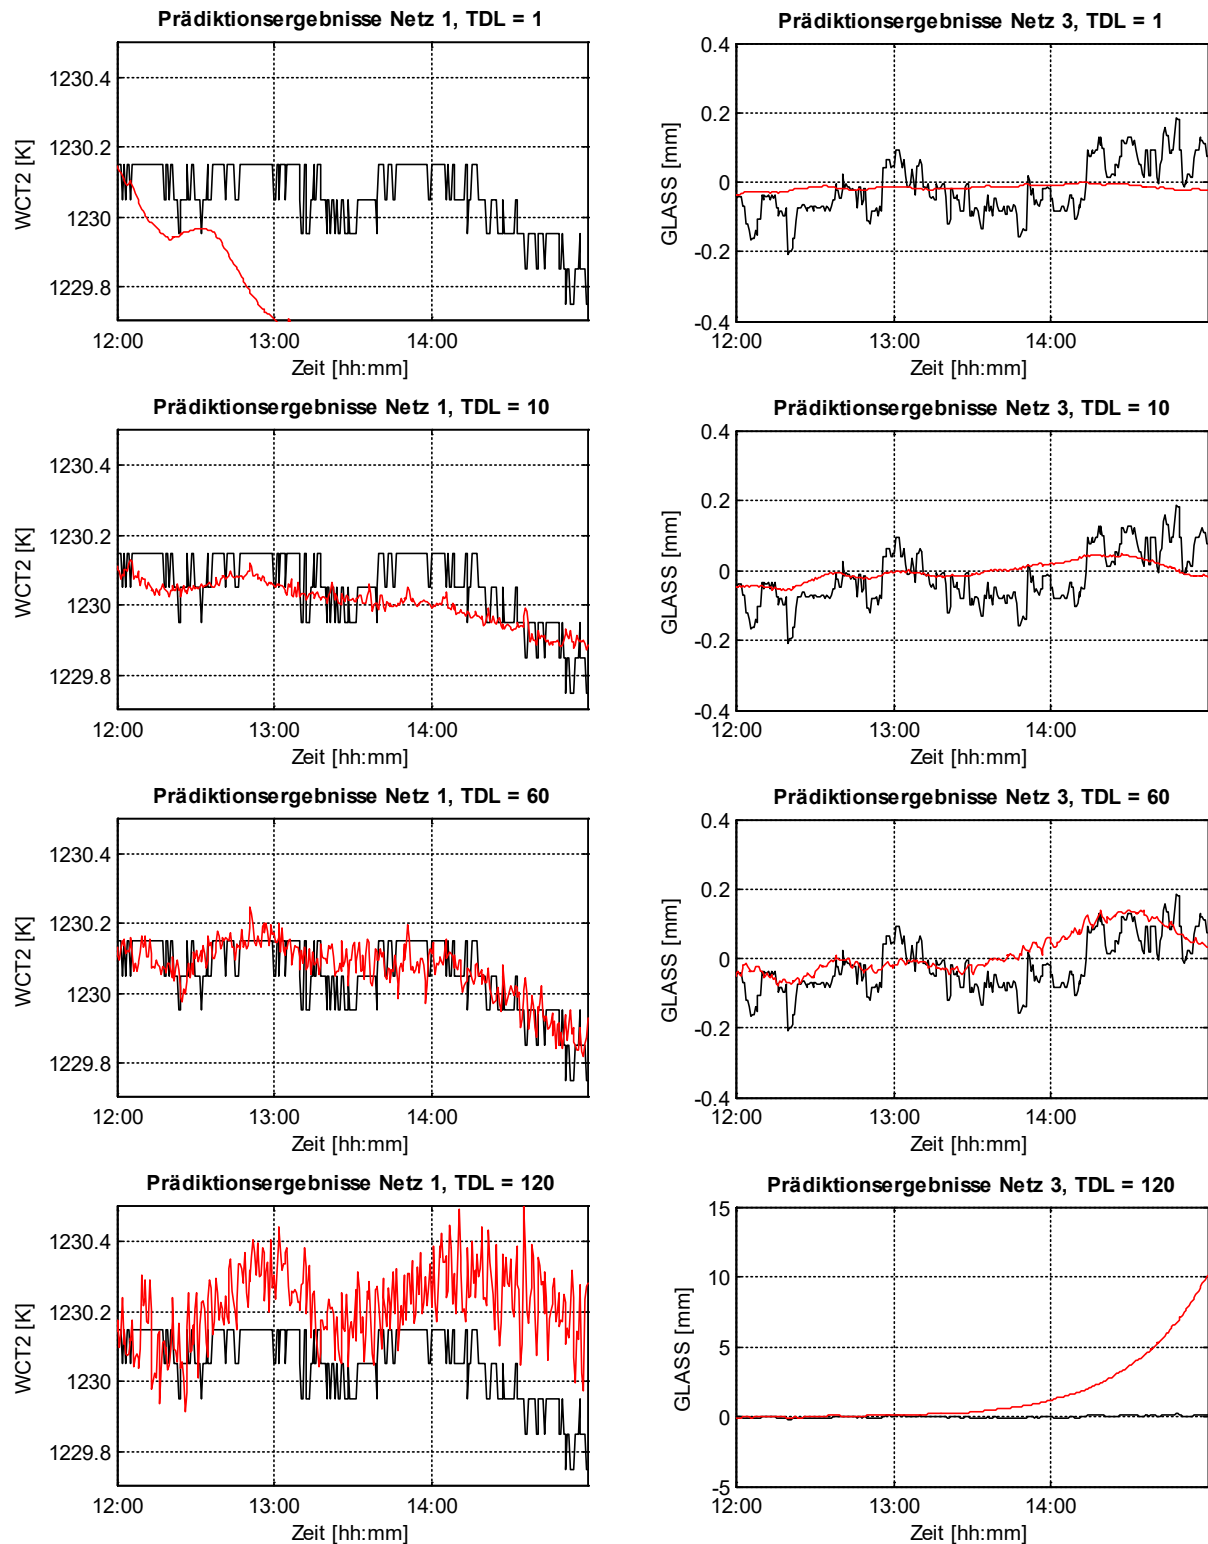 Prädiktionsergebnisse Netz 1, TDL = 1
1230.4
1230.2
1230
1229.8
WCT2 [K]
12:00 13:00 14:00
Zeit [hh:mm]
Prädiktionsergebnisse Netz 3, TDL = 1
0.4
0.2
0
-0.2
-0.4
GLASS [mm]
12:00 13:00 14:00
Zeit [hh:mm]
Prädiktionsergebnisse Netz 1, TDL = 10
1230.4
1230.2
1230
1229.8
WCT2 [K]
12:00 13:00 14:00
Zeit [hh:mm]
Prädiktionsergebnisse Netz 3, TDL = 10
0.4
0.2
0
-0.2
-0.4
GLASS [mm]
12:00 13:00 14:00
Zeit [hh:mm]
Prädiktionsergebnisse Netz 1, TDL = 60
1230.4
1230.2
1230
1229.8
WCT2 [K]
12:00 13:00 14:00
Zeit [hh:mm]
Prädiktionsergebnisse Netz 3, TDL = 60
0.4
0.2
0
-0.2
-0.4
GLASS [mm]
12:00 13:00 14:00
Zeit [hh:mm]
Prädiktionsergebnisse Netz 1, TDL = 120
1230.4
1230.2
1230
1229.8
WCT2 [K]
12:00 13:00 14:00
Zeit [hh:mm]
Prädiktionsergebnisse Netz 3, TDL = 120
15
10
5
0
-5
GLASS [mm]
12:00 13:00 14:00
Zeit [hh:mm]